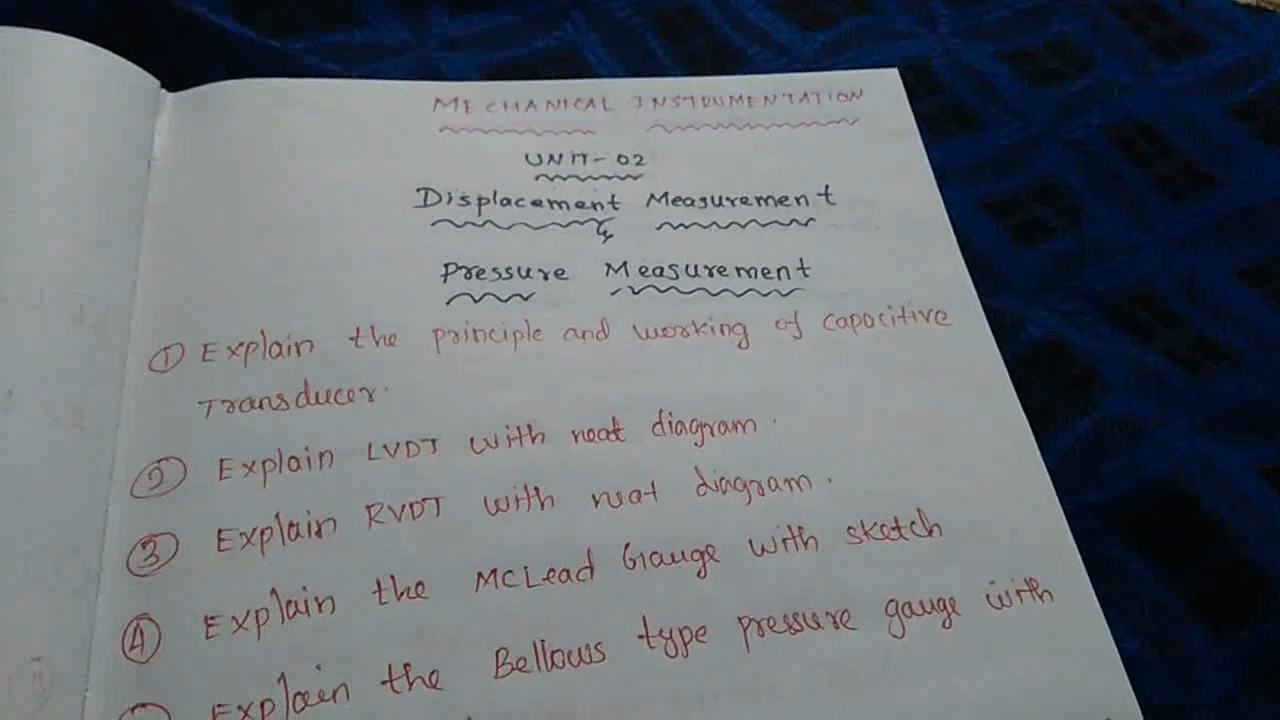 MECHANICAL INSTDUMENTATION
UNIT-02
Displacement Measurement
&
Pressure Measurement
① Explain the principle and working of capacitive
Transducer.
② Explain LVDT with neat diagram.
③ Explain RVDT with neat diagram.
④ Explain the McLead Gauge with sketch
Explain the Bellows type pressure gauge with